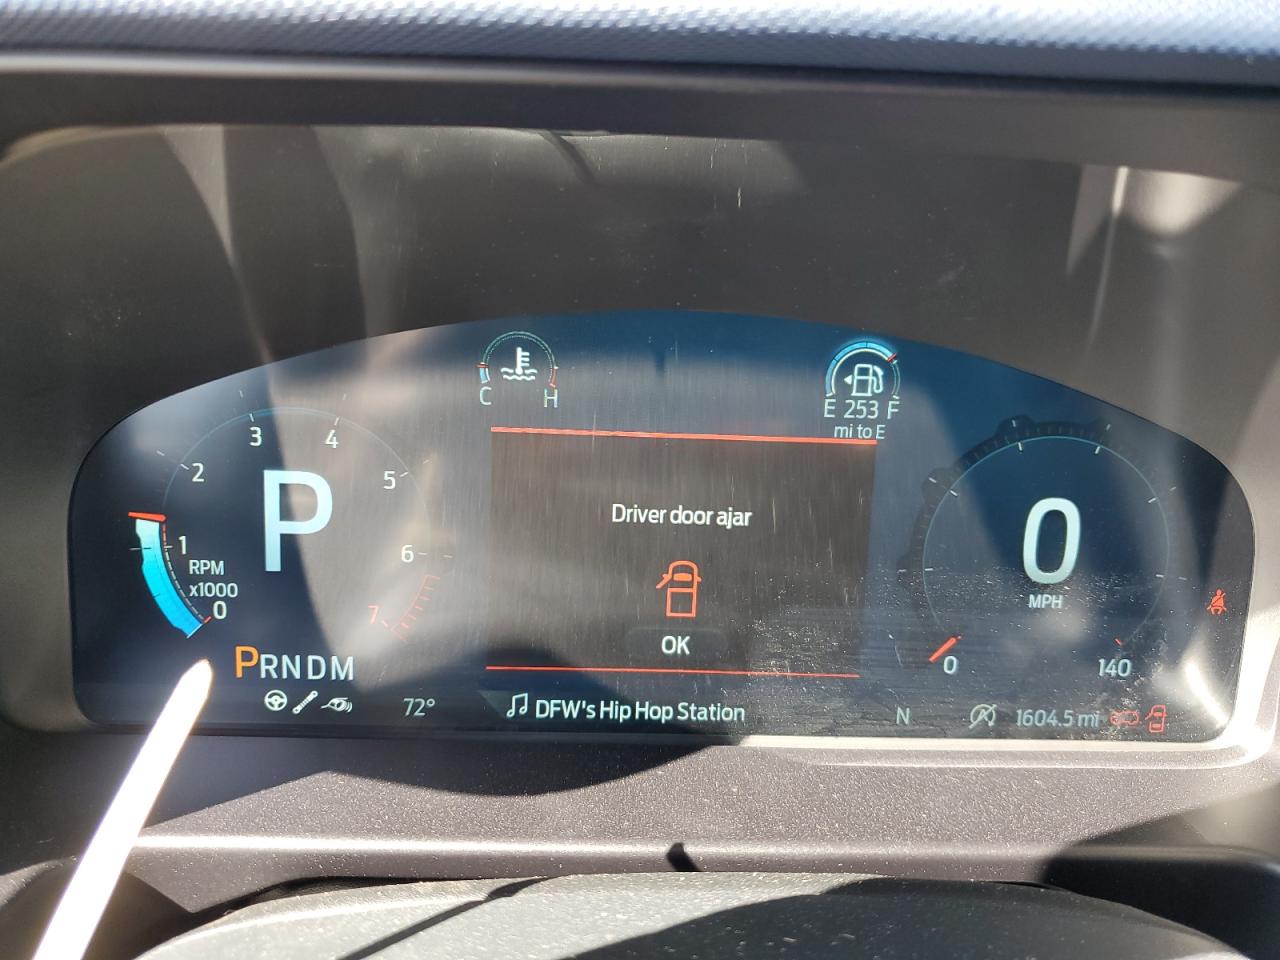 C H
E 253 F
mi to E
3 4
2 5
1 6
RPM
x1000
0 7
P
PRNDM
72°
Driver door ajar
OK
DFW's Hip Hop Station
0
MPH
0 140
N
1604.5 mi